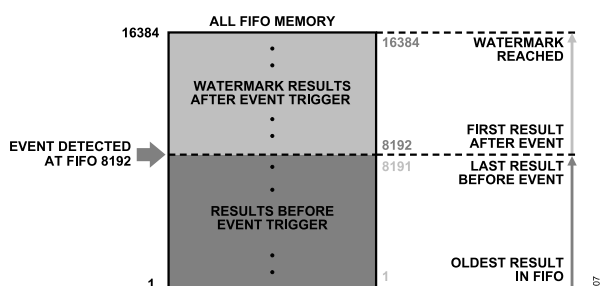 ALL FIFO MEMORY
16384
16384
WATERMARK
REACHED
WATERMARK RESULTS
AFTER EVENT TRIGGER
EVENT DETECTED
AT FIFO 8192
8192
FIRST RESULT
AFTER EVENT
8191
LAST RESULT
BEFORE EVENT
RESULTS BEFORE
EVENT TRIGGER
1
1
OLDEST RESULT
IN FIFO
07